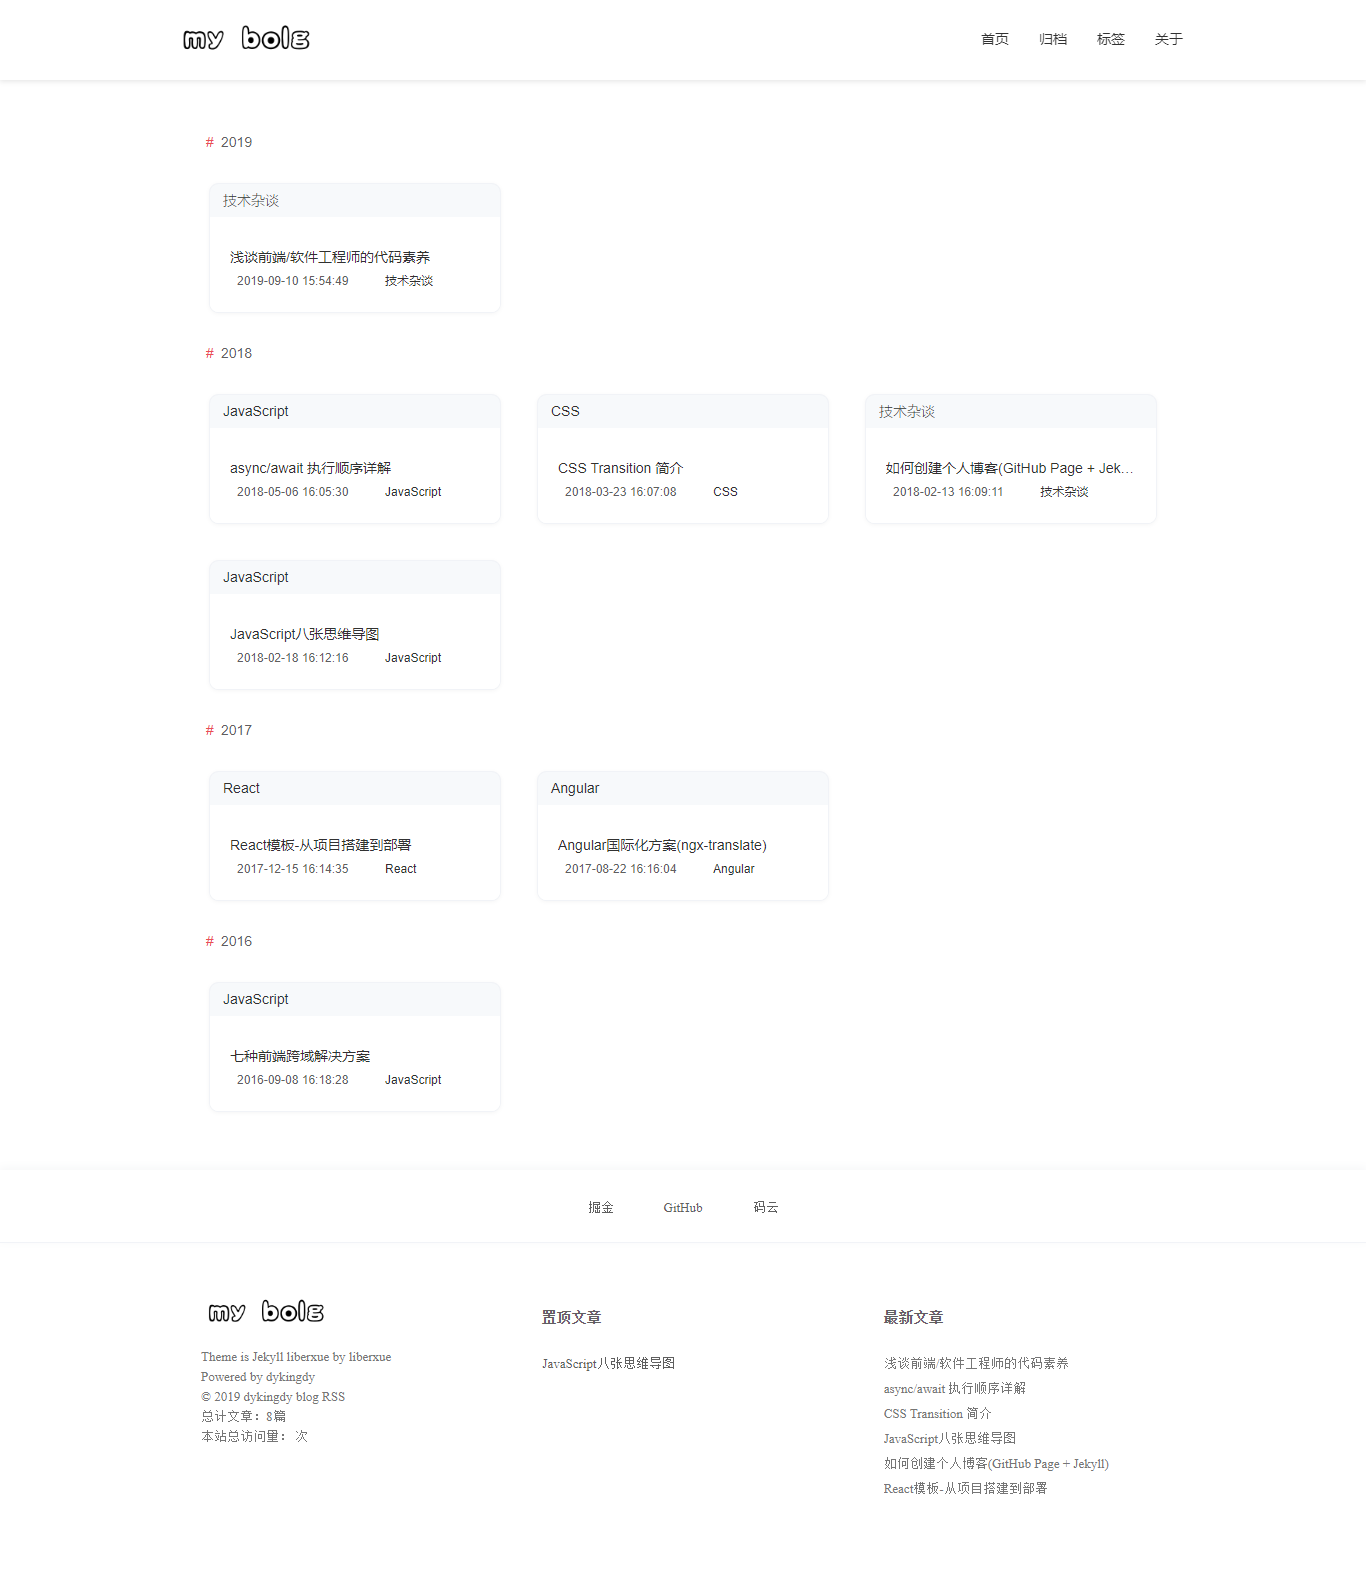 my bolg
首页 归档 标签 关于
# 2019
技术杂谈
浅谈前端/软件工程师的代码素养
2019-09-10 15:54:49 技术杂谈
# 2018
JavaScript
async/await 执行顺序详解
2018-05-06 16:05:30 JavaScript
CSS
CSS Transition 简介
2018-03-23 16:07:08 CSS
技术杂谈
如何创建个人博客(GitHub Page + Jek...
2018-02-13 16:09:11 技术杂谈
JavaScript
JavaScript八张思维导图
2018-02-18 16:12:16 JavaScript
# 2017
React
React模板-从项目搭建到部署
2017-12-15 16:14:35 React
Angular
Angular国际化方案(ngx-translate)
2017-08-22 16:16:04 Angular
# 2016
JavaScript
七种前端跨域解决方案
2016-09-08 16:18:28 JavaScript
掘金 GitHub 码云
my bolg
Theme is Jekyll liberxue by liberxue
Powered by dykingdy
© 2019 dykingdy blog RSS
总计文章：8篇
本站总访问量： 次
置顶文章
JavaScript八张思维导图
最新文章
浅谈前端/软件工程师的代码素养
async/await 执行顺序详解
CSS Transition 简介
JavaScript八张思维导图
如何创建个人博客(GitHub Page + Jekyll)
React模板-从项目搭建到部署